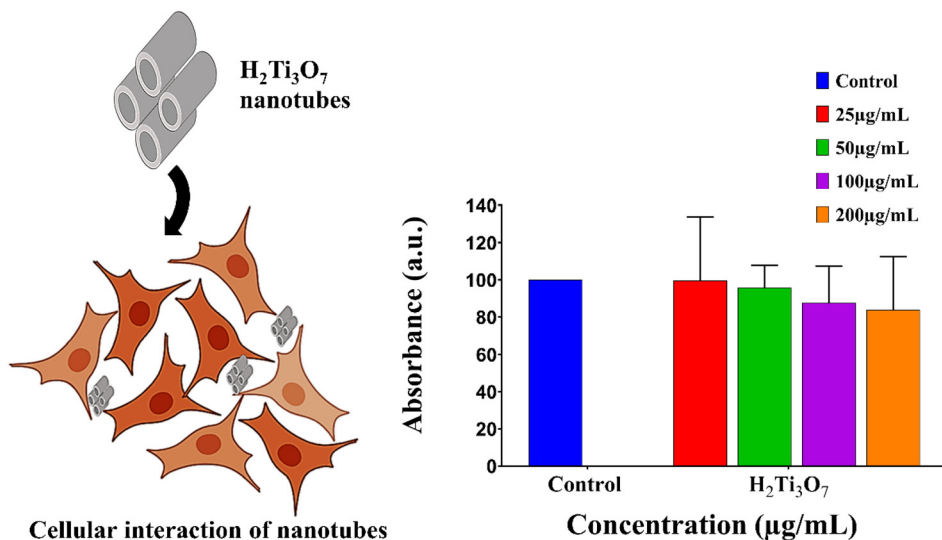 H₂Ti₃O₇
nanotubes
Cellular interaction of nanotubes
Control
25µg/mL
50µg/mL
100µg/mL
200µg/mL
Absorbance (a.u.)
140
120
100
80
60
40
20
0
Control
H₂Ti₃O₇
Concentration (µg/mL)